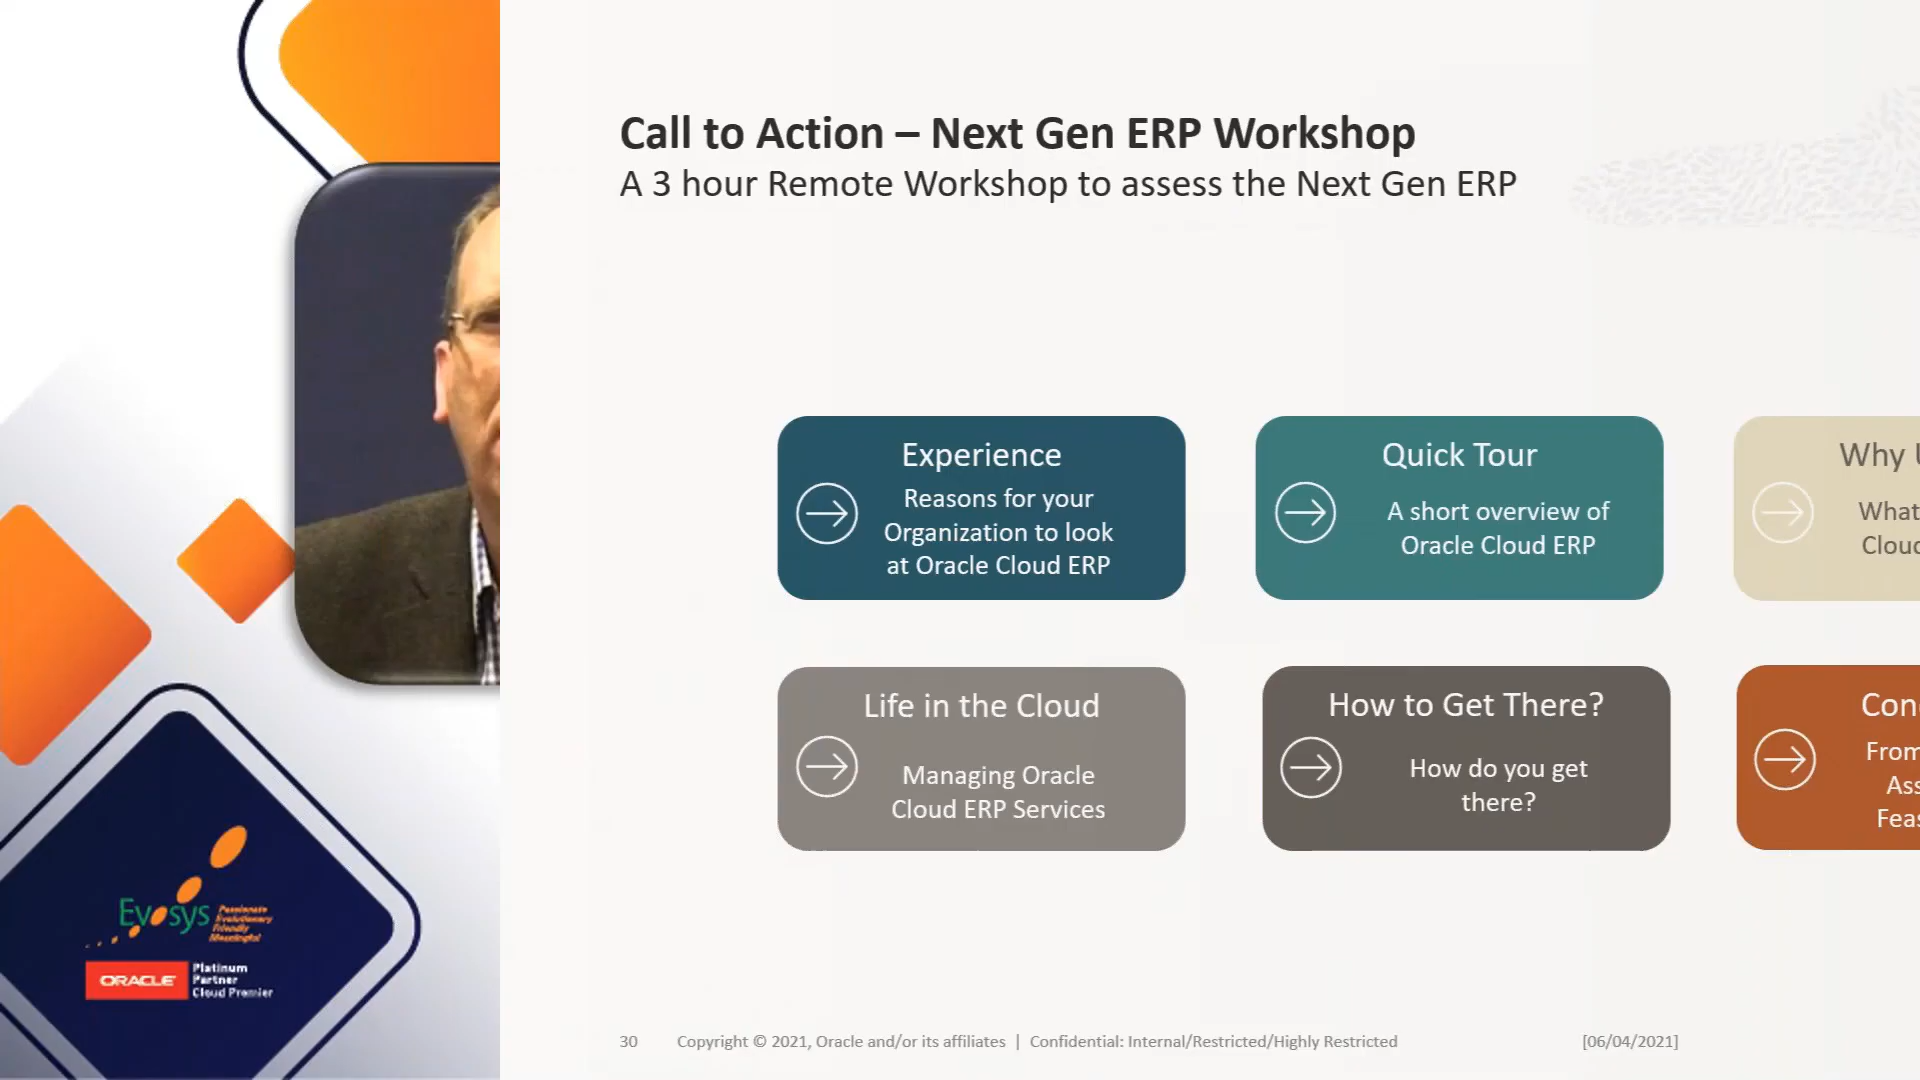 Call to Action – Next Gen ERP Workshop
A 3 hour Remote Workshop to assess the Next Gen ERP
Experience
Reasons for your
Organization to look
at Oracle Cloud ERP
Quick Tour
A short overview of
Oracle Cloud ERP
Why
What
Life in the Cloud
Managing Oracle
Cloud ERP Services
How to Get There?
How do you get
there?
From
Evosys
Passionate
Evolutionary
Friendly
Meaningful
ORACLE
Platinum
Partner
Cloud Premier
30 Copyright © 2021, Oracle and/or its affiliates | Confidential: Internal/Restricted/Highly Restricted [06/04/2021]